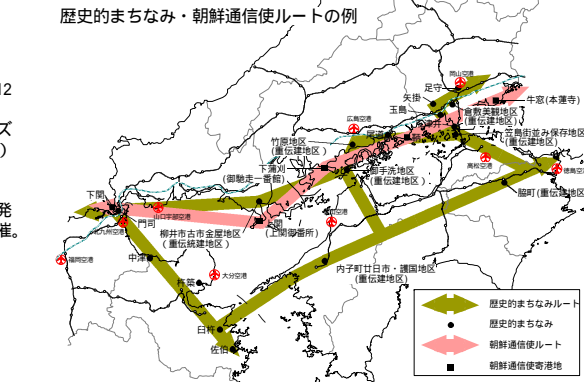 歴史的まちなみ・朝鮮通信使ルートの例
12
ズ
)
発
催。
岡山空港
足守
矢掛
牛窓(本蓮寺)
玉島
倉敷美観地区
(重伝建地区)
広島空港
尾道
笠島街並み保存地区
(重伝建地区)
竹原地区
(重伝建地区)
高松空港
徳島空港
下蒲刈
(御馳走一番館)
御手洗地区
(重伝建地区)
脇町(重伝建地区)
下関
山口宇部空港
門司
北九州空港
柳井市古市金屋地区
(重伝統建地区)
上関
(上関御番所)
福岡空港
中津
大分空港
杵築
内子町廿日市・護国地区
(重伝建地区)
臼杵
佐伯
歴史的まちなみルート
歴史的まちなみ
朝鮮通信使ルート
朝鮮通信使寄港地